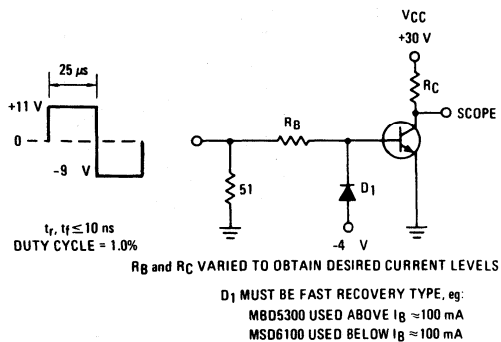 VCC
+30 V
25 μs
RC
+11 V
SCOPE
RB
0
-9 V
51
D1
tr, tf ≤ 10 ns
DUTY CYCLE = 1.0%
-4 V
RB and RC VARIED TO OBTAIN DESIRED CURRENT LEVELS
D1 MUST BE FAST RECOVERY TYPE, eg:
MBD5300 USED ABOVE IB ≈100 mA
MSD6100 USED BELOW IB ≈100 mA